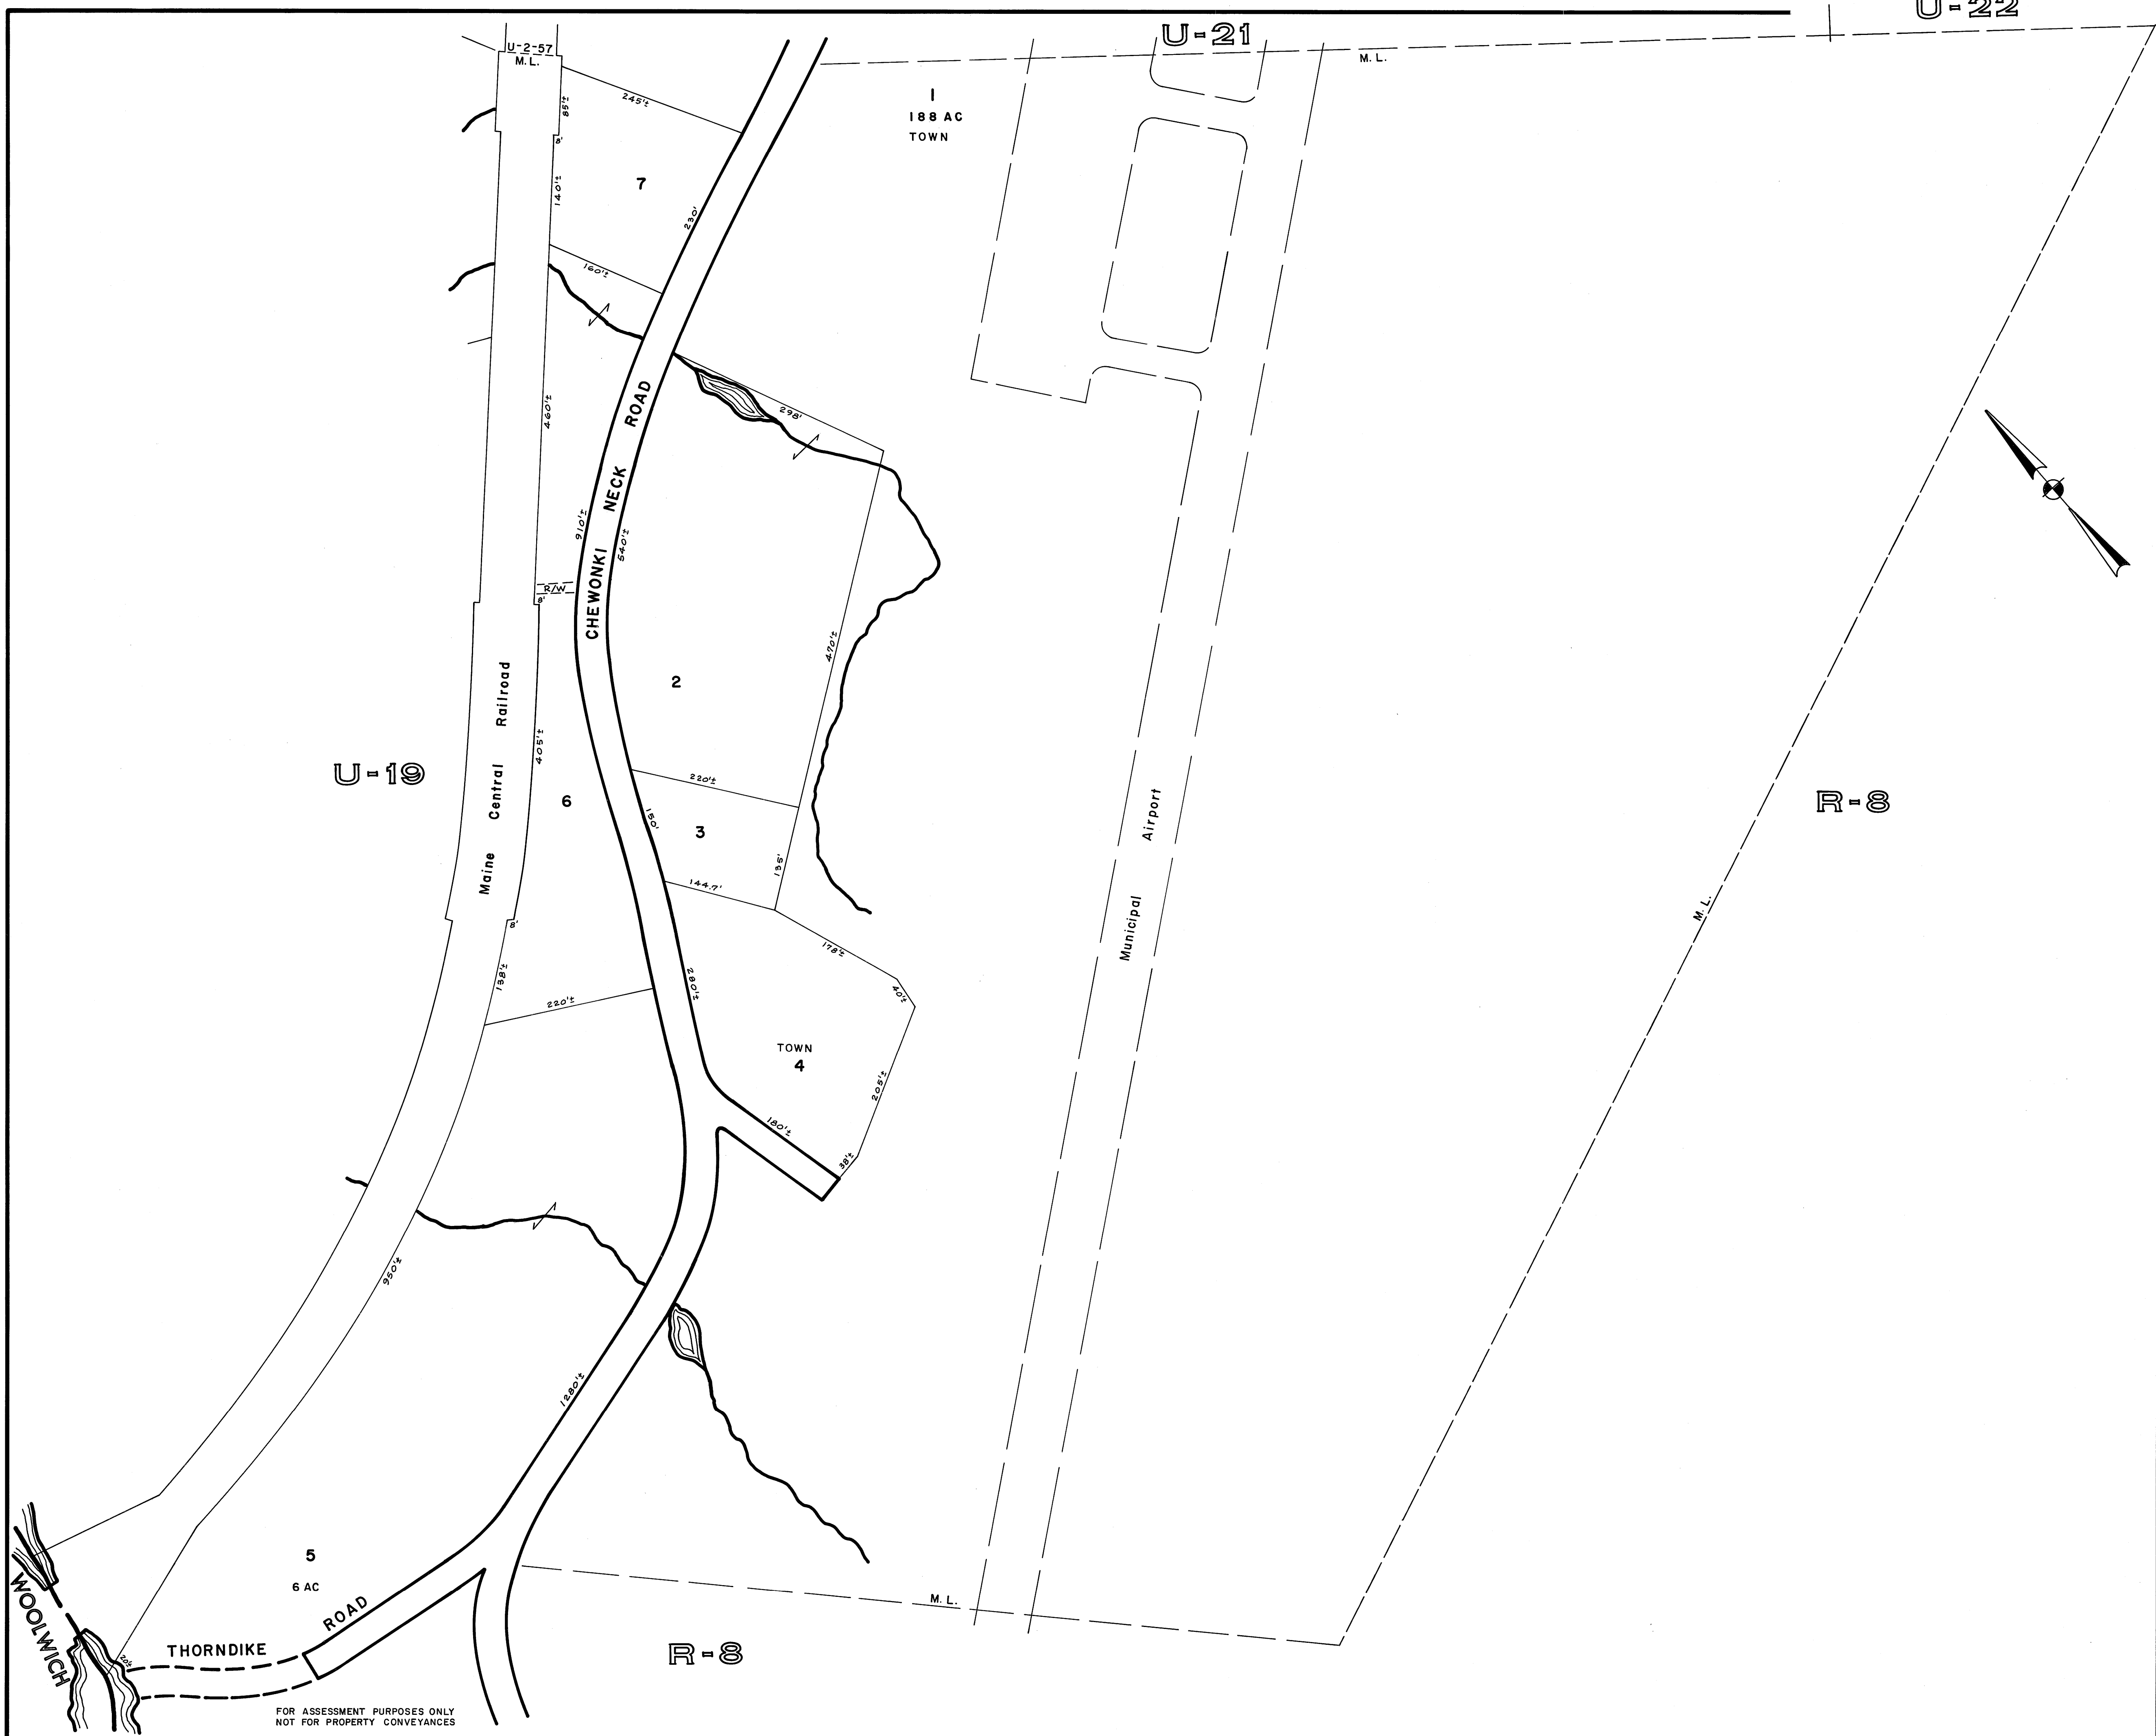 U-22
U-21
U-2-57
M.L.
M.L.
245'±
85'±
8'
1
188 AC
TOWN
140'±
7
230'
160'±
460'±
298'
CHEWONKI NECK ROAD
910'±
540'±
R/W
8'
470'±
2
Maine Central Railroad
405'±
U-19
6
220'±
150'
3
135'
144.7'
Municipal Airport
R-8
M.L.
8'
138'±
220'±
280'±
178'±
40'±
TOWN
4
205'±
180'±
38'±
950'±
1280'±
5
6 AC
THORNDIKE ROAD
WOOLWICH
20'±
M.L.
R-8
FOR ASSESSMENT PURPOSES ONLY
NOT FOR PROPERTY CONVEYANCES